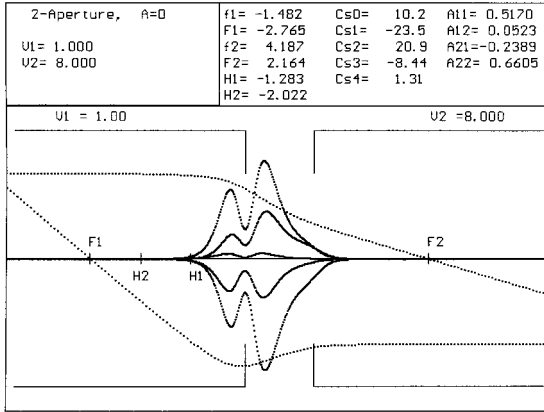 2-Aperture, A=0
V1= 1.000
V2= 8.000
f1= -1.482 Cs0= 10.2 A11= 0.5170
F1= -2.765 Cs1= -23.5 A12= 0.0523
f2= 4.187 Cs2= 20.9 A21=-0.2389
F2= 2.164 Cs3= -8.44 A22= 0.6605
H1= -1.283 Cs4= 1.31
H2= -2.022
V1 = 1.00 V2 =8.000
F1 F2
H2 H1